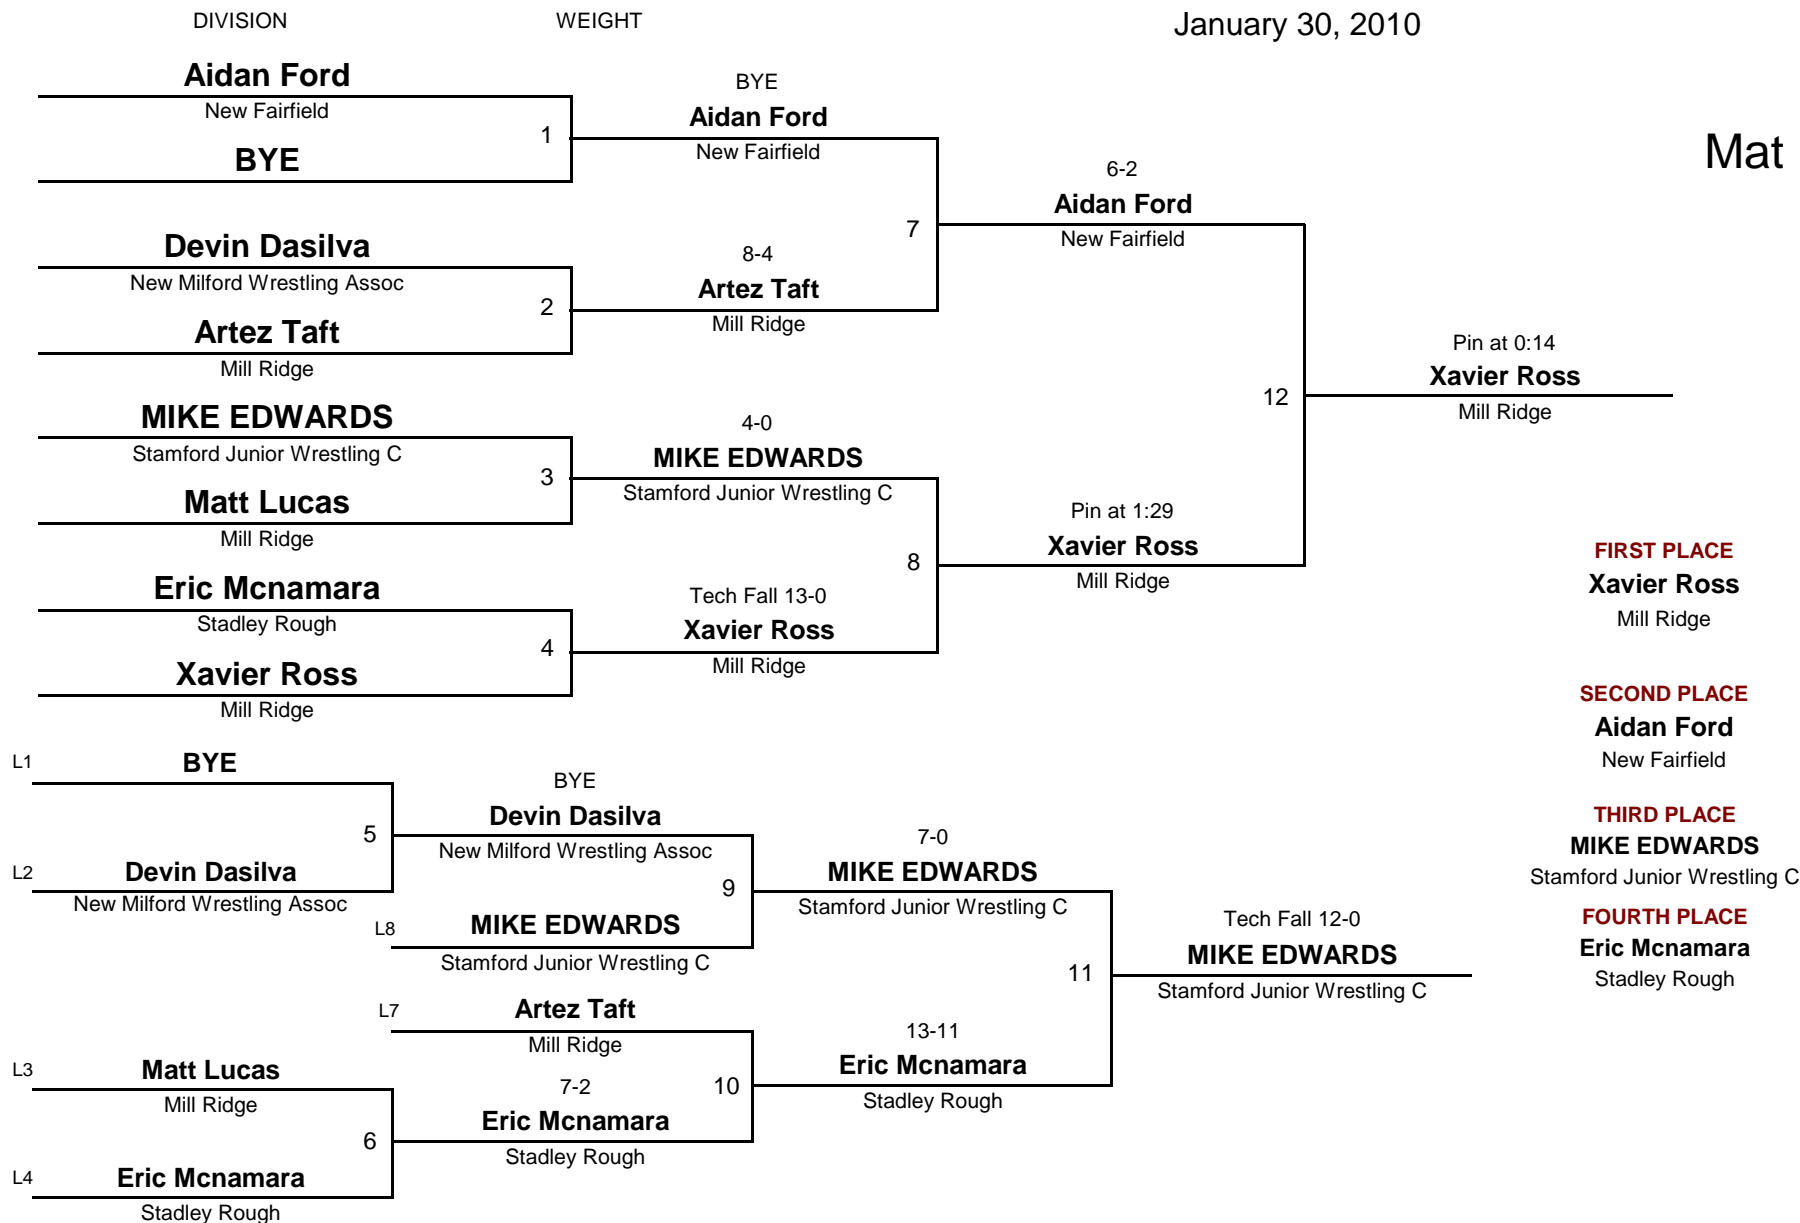 DIVISION
WEIGHT
January 30, 2010
Mat
Aidan Ford
New Fairfield
1
BYE
Devin Dasilva
New Milford Wrestling Assoc
2
Artez Taft
Mill Ridge
MIKE EDWARDS
Stamford Junior Wrestling C
3
Matt Lucas
Mill Ridge
Eric Mcnamara
Stadley Rough
4
Xavier Ross
Mill Ridge
BYE
Aidan Ford
New Fairfield
7
8-4
Artez Taft
Mill Ridge
4-0
MIKE EDWARDS
Stamford Junior Wrestling C
8
Tech Fall 13-0
Xavier Ross
Mill Ridge
6-2
Aidan Ford
New Fairfield
12
Pin at 1:29
Xavier Ross
Mill Ridge
Pin at 0:14
Xavier Ross
Mill Ridge
FIRST PLACE
Xavier Ross
Mill Ridge
SECOND PLACE
Aidan Ford
New Fairfield
THIRD PLACE
MIKE EDWARDS
Stamford Junior Wrestling C
FOURTH PLACE
Eric Mcnamara
Stadley Rough
L1
BYE
5
L2
Devin Dasilva
New Milford Wrestling Assoc
L3
Matt Lucas
Mill Ridge
6
L4
Eric Mcnamara
Stadley Rough
BYE
Devin Dasilva
New Milford Wrestling Assoc
9
L8
MIKE EDWARDS
Stamford Junior Wrestling C
L7
Artez Taft
Mill Ridge
10
7-2
Eric Mcnamara
Stadley Rough
7-0
MIKE EDWARDS
Stamford Junior Wrestling C
11
13-11
Eric Mcnamara
Stadley Rough
Tech Fall 12-0
MIKE EDWARDS
Stamford Junior Wrestling C